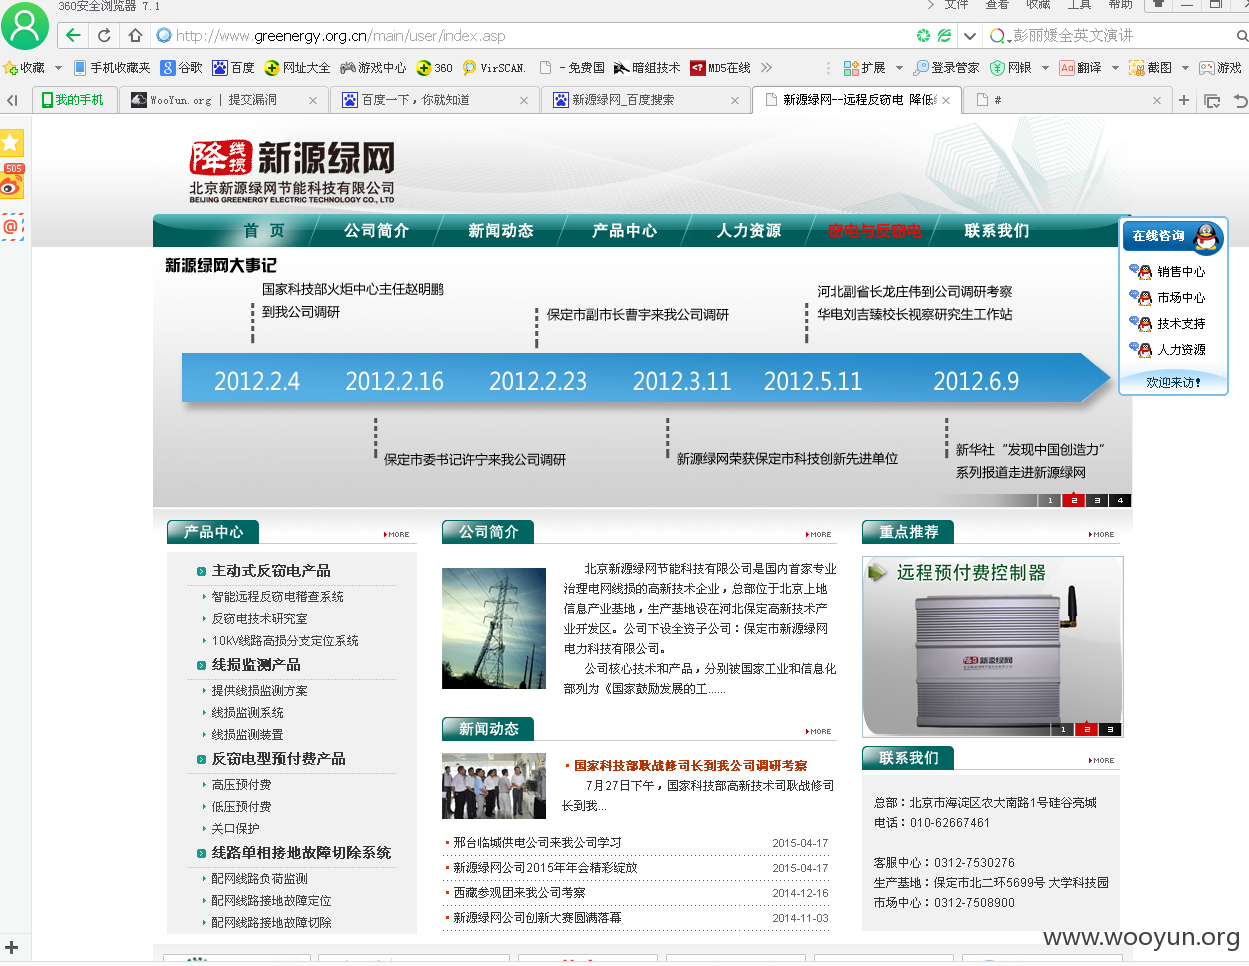 360安全浏览器 7.1
文件 查看 收藏 工具 帮助
http://www.greenergy.org.cn/main/user/index.asp
彭丽媛全英文演讲
收藏 手机收藏夹 谷歌 百度 网址大全 游戏中心 360 VirSCAN. - 免费国 暗组技术 MD5在线 扩展 登录管家 网银 翻译 截图 游戏
我的手机 WooYun.org | 提交漏洞 百度一下，你就知道 新源绿网_百度搜索 新源绿网--远程反窃电 降低 #
505
降 线损 新源绿网
北京新源绿网节能科技有限公司
BEIJING GREENERGY ELECTRIC TECHNOLOGY CO., LTD
首 页 公司简介 新闻动态 产品中心 人力资源 窃电与反窃电 联系我们
在线咨询
销售中心
市场中心
技术支持
人力资源
欢迎来访!
新源绿网大事记
国家科技部火炬中心主任赵明鹏
到我公司调研
保定市副市长曹宇来我公司调研
河北副省长龙庄伟到公司调研考察
华电刘吉臻校长视察研究生工作站
2012.2.4 2012.2.16 2012.2.23 2012.3.11 2012.5.11 2012.6.9
保定市委书记许宁来我公司调研
新源绿网荣获保定市科技创新先进单位
新华社“发现中国创造力”
系列报道走进新源绿网
1 2 3 4
产品中心 MORE
主动式反窃电产品
智能远程反窃电稽查系统
反窃电技术研究室
10kV线路高损分支定位系统
线损监测产品
提供线损监测方案
线损监测系统
线损监测装置
反窃电型预付费产品
高压预付费
低压预付费
关口保护
线路单相接地故障切除系统
配网线路负荷监测
配网线路接地故障定位
配网线路接地故障切除
公司简介 MORE
北京新源绿网节能科技有限公司是国内首家专业
治理电网线损的高新技术企业，总部位于北京上地
信息产业基地，生产基地设在河北保定高新技术产
业开发区。公司下设全资子公司：保定市新源绿网
电力科技有限公司。
公司核心技术和产品，分别被国家工业和信息化
部列为《国家鼓励发展的工......
新闻动态 MORE
国家科技部耿战修司长到我公司调研考察
7月27日下午，国家科技部高新技术司耿战修司
长到我...
邢台临城供电公司来我公司学习 2015-04-17
新源绿网公司2015年年会精彩绽放 2015-04-17
西藏参观团来我公司考察 2014-12-16
新源绿网公司创新大赛圆满落幕 2014-11-03
重点推荐 MORE
远程预付费控制器
新源绿网
1 2 3
联系我们 MORE
总部：北京市海淀区农大南路1号硅谷亮城
电话：010-62667461
客服中心：0312-7530276
生产基地：保定市北二环5699号 大学科技园
市场中心：0312-7508900
www.wooyun.org